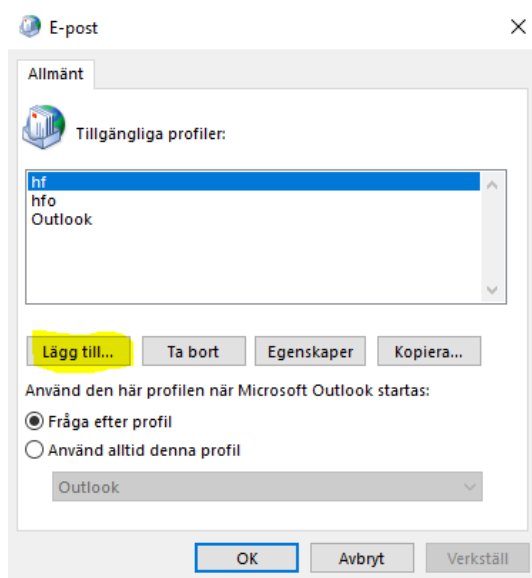 E-post
Allmänt
Tillgängliga profiler:
hf
hfo
Outlook
Lägg till... Ta bort Egenskaper Kopiera...
Använd den här profilen när Microsoft Outlook startas:
Fråga efter profil
Använd alltid denna profil
Outlook
OK Avbryt Verkställ